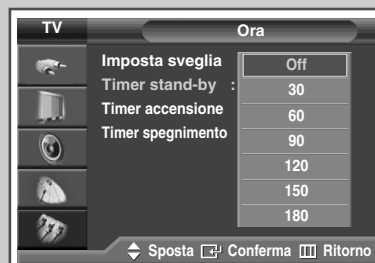 TV Ora
Imposta sveglia
Timer stand-by :
Timer accensione
Timer spegnimento
Off
30
60
90
120
150
180
Sposta Conferma Ritorno